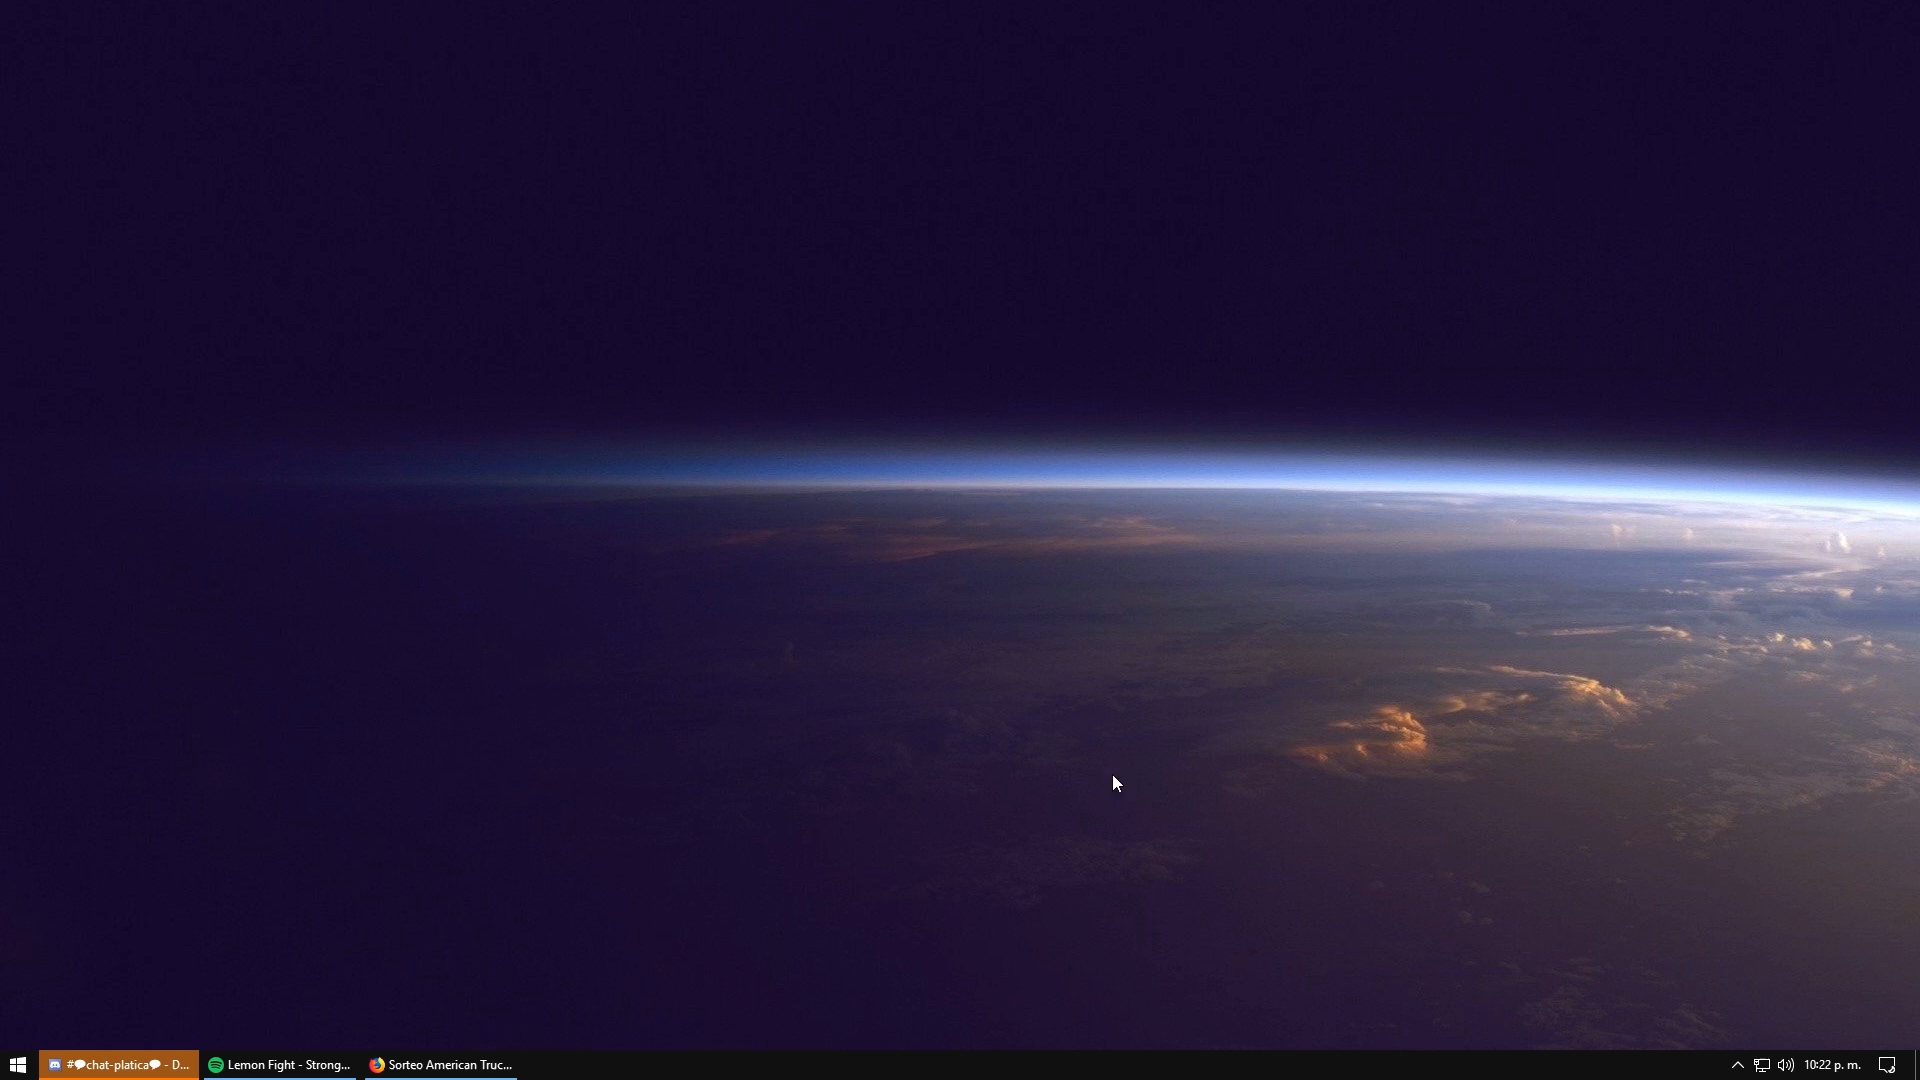 #💬chat-platica💬 - D...
Lemon Fight - Strong...
Sorteo American Truc...
10:22 p. m.